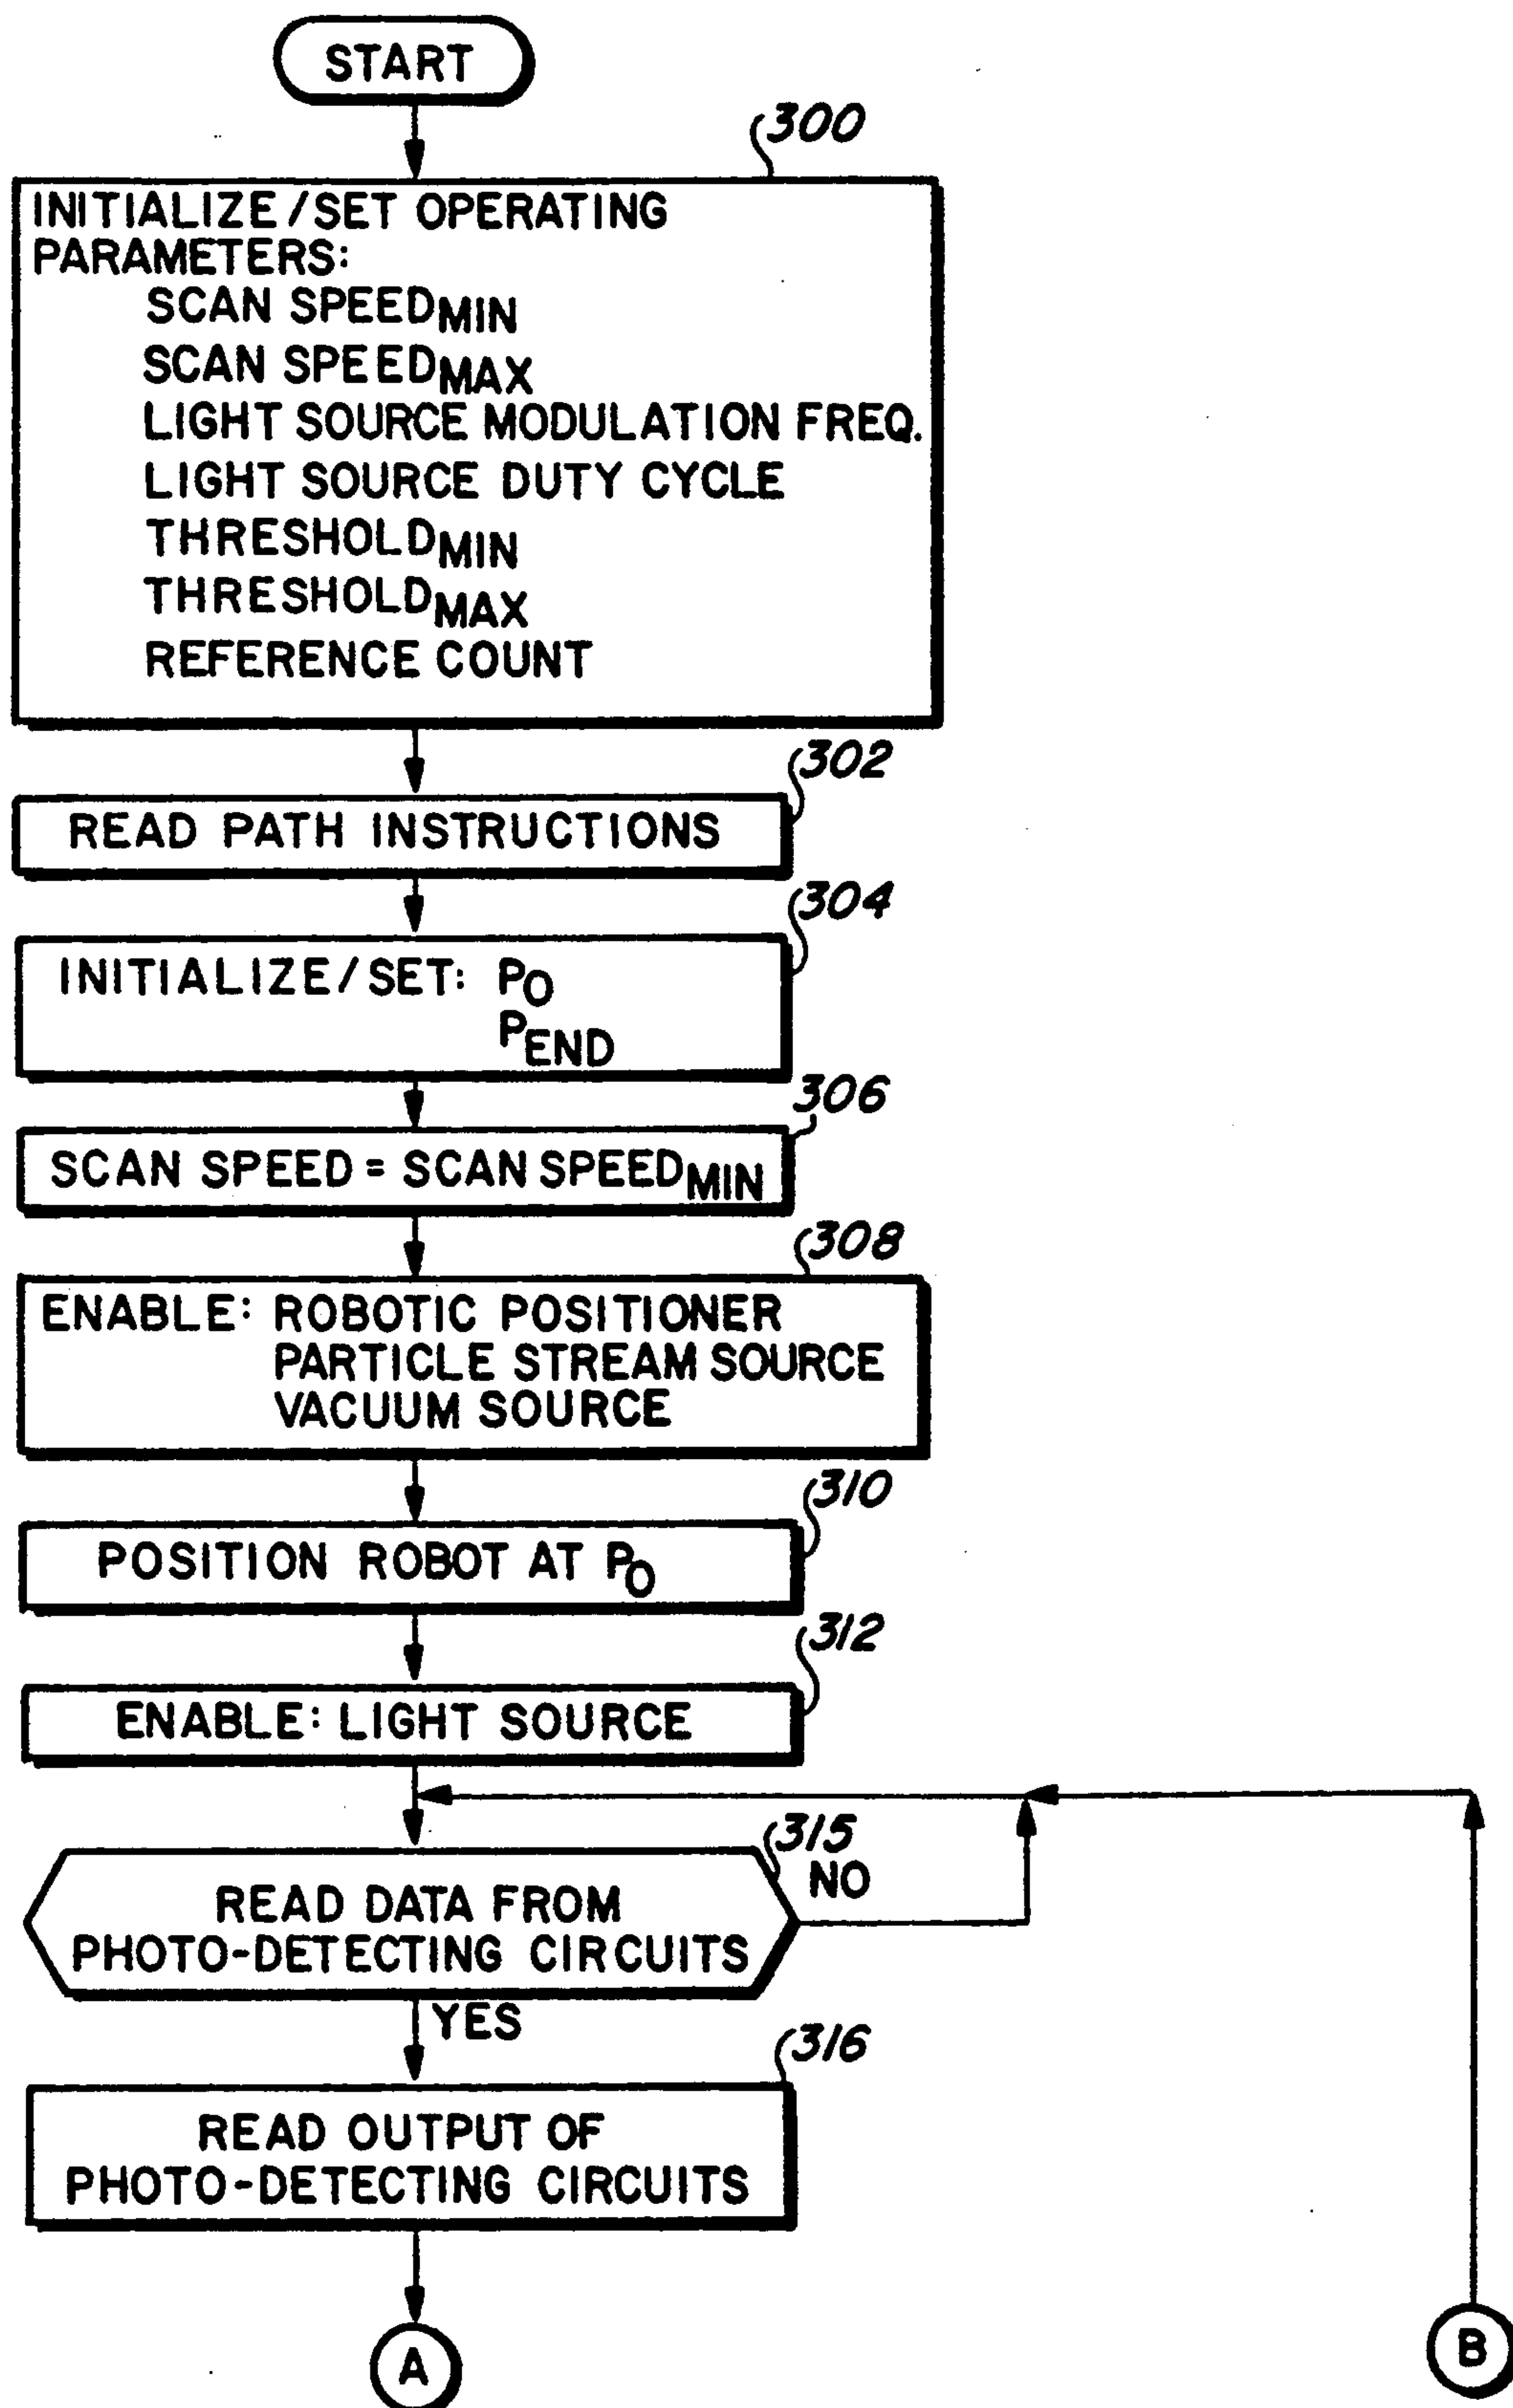 START
300
INITIALIZE/SET OPERATING
PARAMETERS:
SCAN SPEEDMIN
SCAN SPEEDMAX
LIGHT SOURCE MODULATION FREQ.
LIGHT SOURCE DUTY CYCLE
THRESHOLDMIN
THRESHOLDMAX
REFERENCE COUNT
302
READ PATH INSTRUCTIONS
304
INITIALIZE/SET: PO
PEND
306
SCAN SPEED = SCAN SPEEDMIN
308
ENABLE: ROBOTIC POSITIONER
PARTICLE STREAM SOURCE
VACUUM SOURCE
310
POSITION ROBOT AT PO
312
ENABLE: LIGHT SOURCE
315
NO
READ DATA FROM
PHOTO-DETECTING CIRCUITS
YES
316
READ OUTPUT OF
PHOTO-DETECTING CIRCUITS
A
B